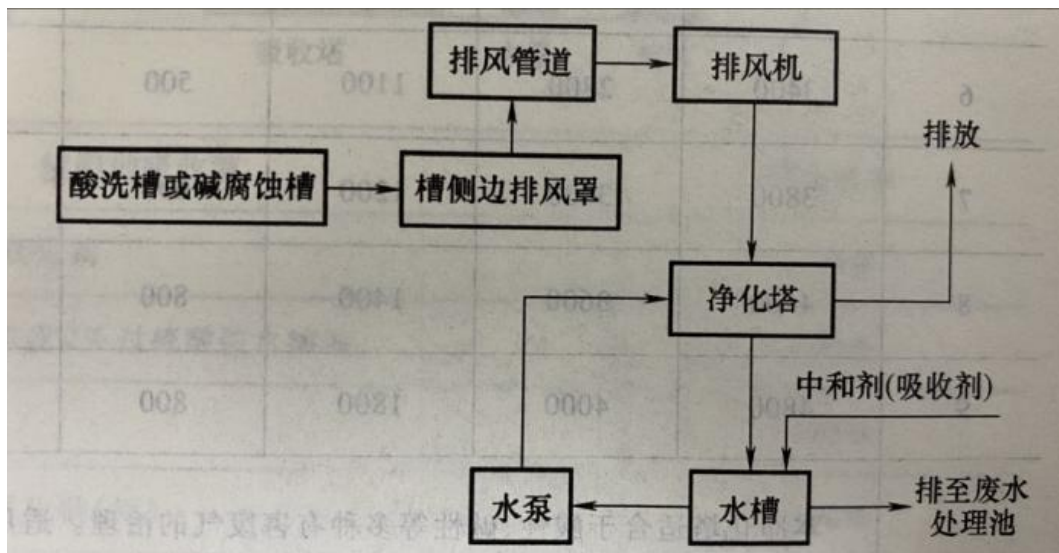 排风管道
排风机
排放
酸洗槽或碱腐蚀槽
槽侧边排风罩
净化塔
中和剂(吸收剂)
水泵
水槽
排至废水
处理池